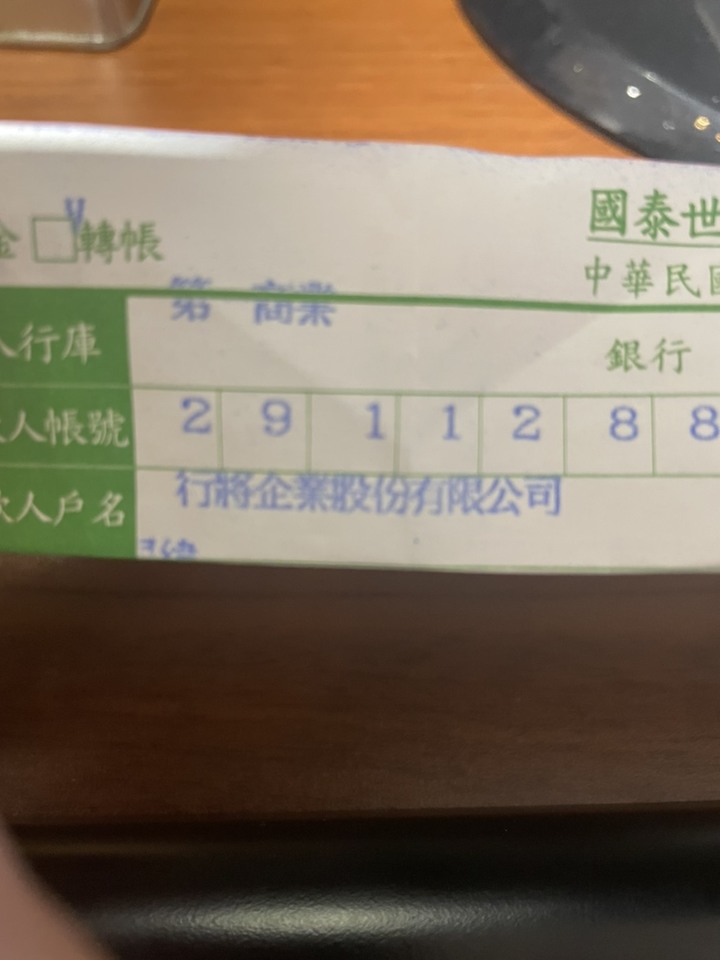 國泰世
金 □ 轉帳
中華民國
第 商業
入行庫 銀行
人帳號 2 9 1 1 2 8 8
款人戶名 行將企業股份有限公司